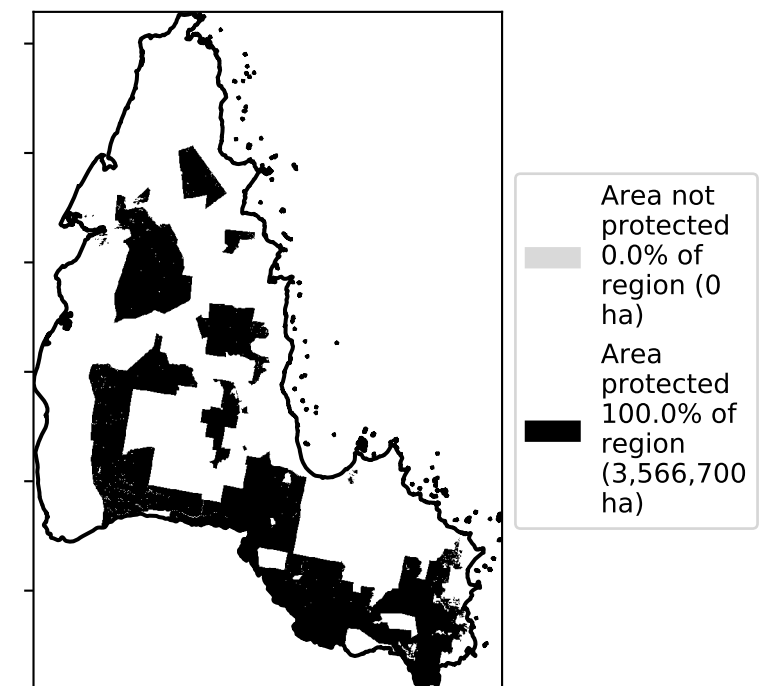 Area not
protected
0.0% of
region (0
ha)
Area
protected
100.0% of
region
(3,566,700
ha)